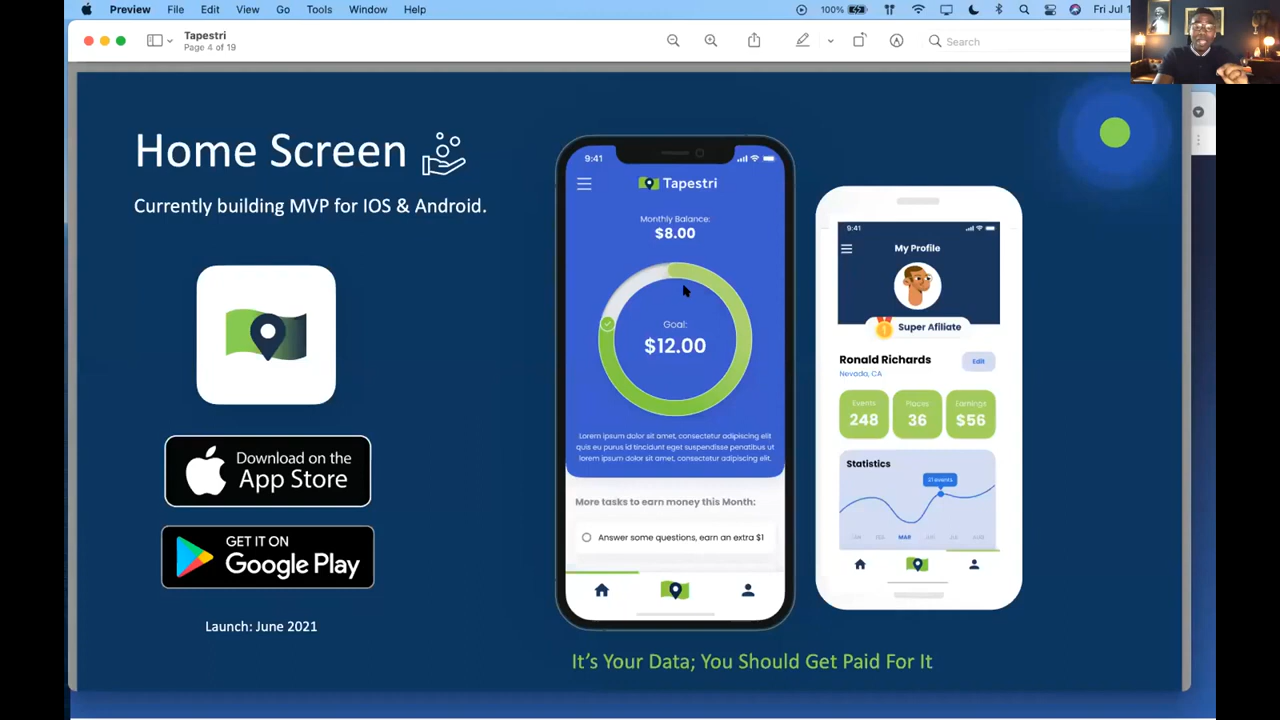 Preview File Edit View Go Tools Window Help
100%
Fri Jul 1
Tapestri
Page 4 of 19
Search
Home Screen
Currently building MVP for IOS & Android.
Download on the
App Store
GET IT ON
Google Play
Launch: June 2021
9:41
Tapestri
Monthly Balance:
$8.00
Goal:
$12.00
Lorem ipsum dolor sit amet, consectetur adipiscing elit
quis eu purus id tincidunt eget suspendisse penatibus ut
lorem ipsum dolor sit amet, consectetur adipiscing elit.
More tasks to earn money this Month:
Answer some questions, earn an extra $1
9:41
My Profile
Super Afiliate
Ronald Richards
Nevada, CA
Edit
Events
248
Places
36
Earnings
$56
Statistics
21 events
FEB MAR
It's Your Data; You Should Get Paid For It